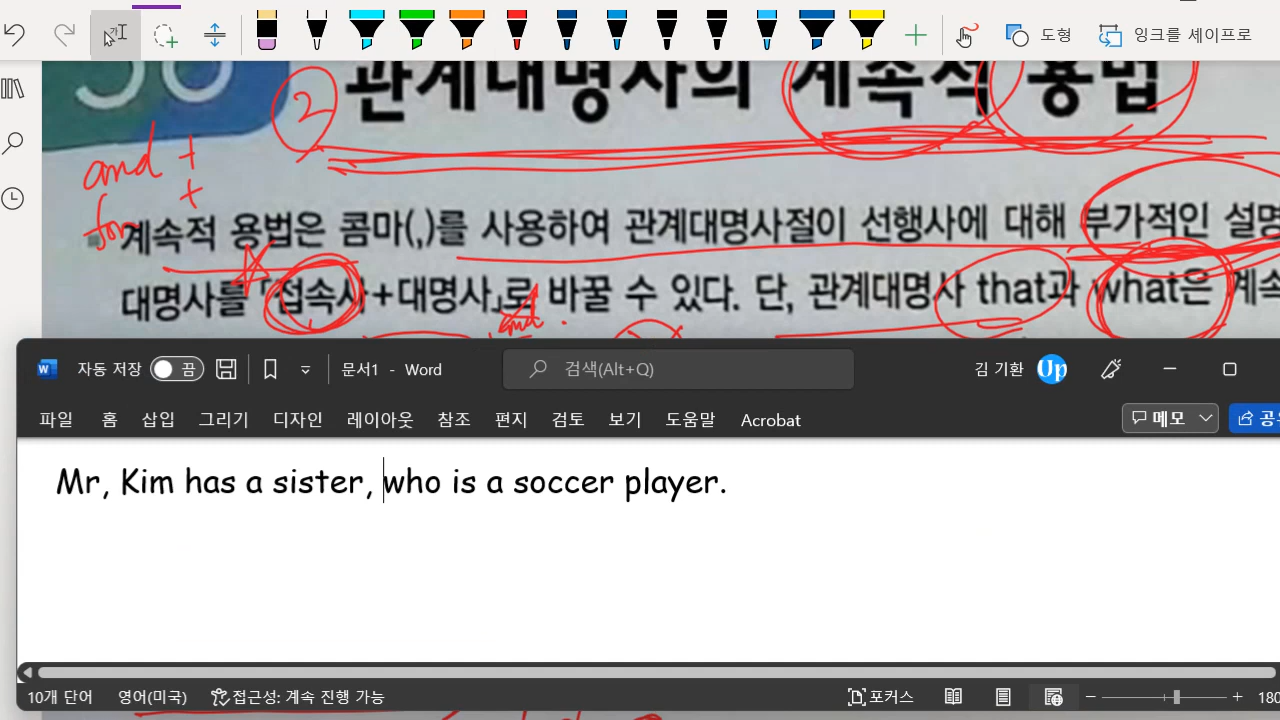 도형
잉크를 셰이프로
관계대명사의 계속적 용법
2
and +
for +
계속적 용법은 콤마(,)를 사용하여 관계대명사절이 선행사에 대해 부가적인 설명
대명사를 「접속사+대명사」로 바꿀 수 있다. 단, 관계대명사 that과 what은 계속
and
자동 저장 끔 문서1 - Word 검색(Alt+Q) 김 기환 Up
파일 홈 삽입 그리기 디자인 레이아웃 참조 편지 검토 보기 도움말 Acrobat 메모 공유
Mr, Kim has a sister, who is a soccer player.
10개 단어 영어(미국) 접근성: 계속 진행 가능 포커스 180